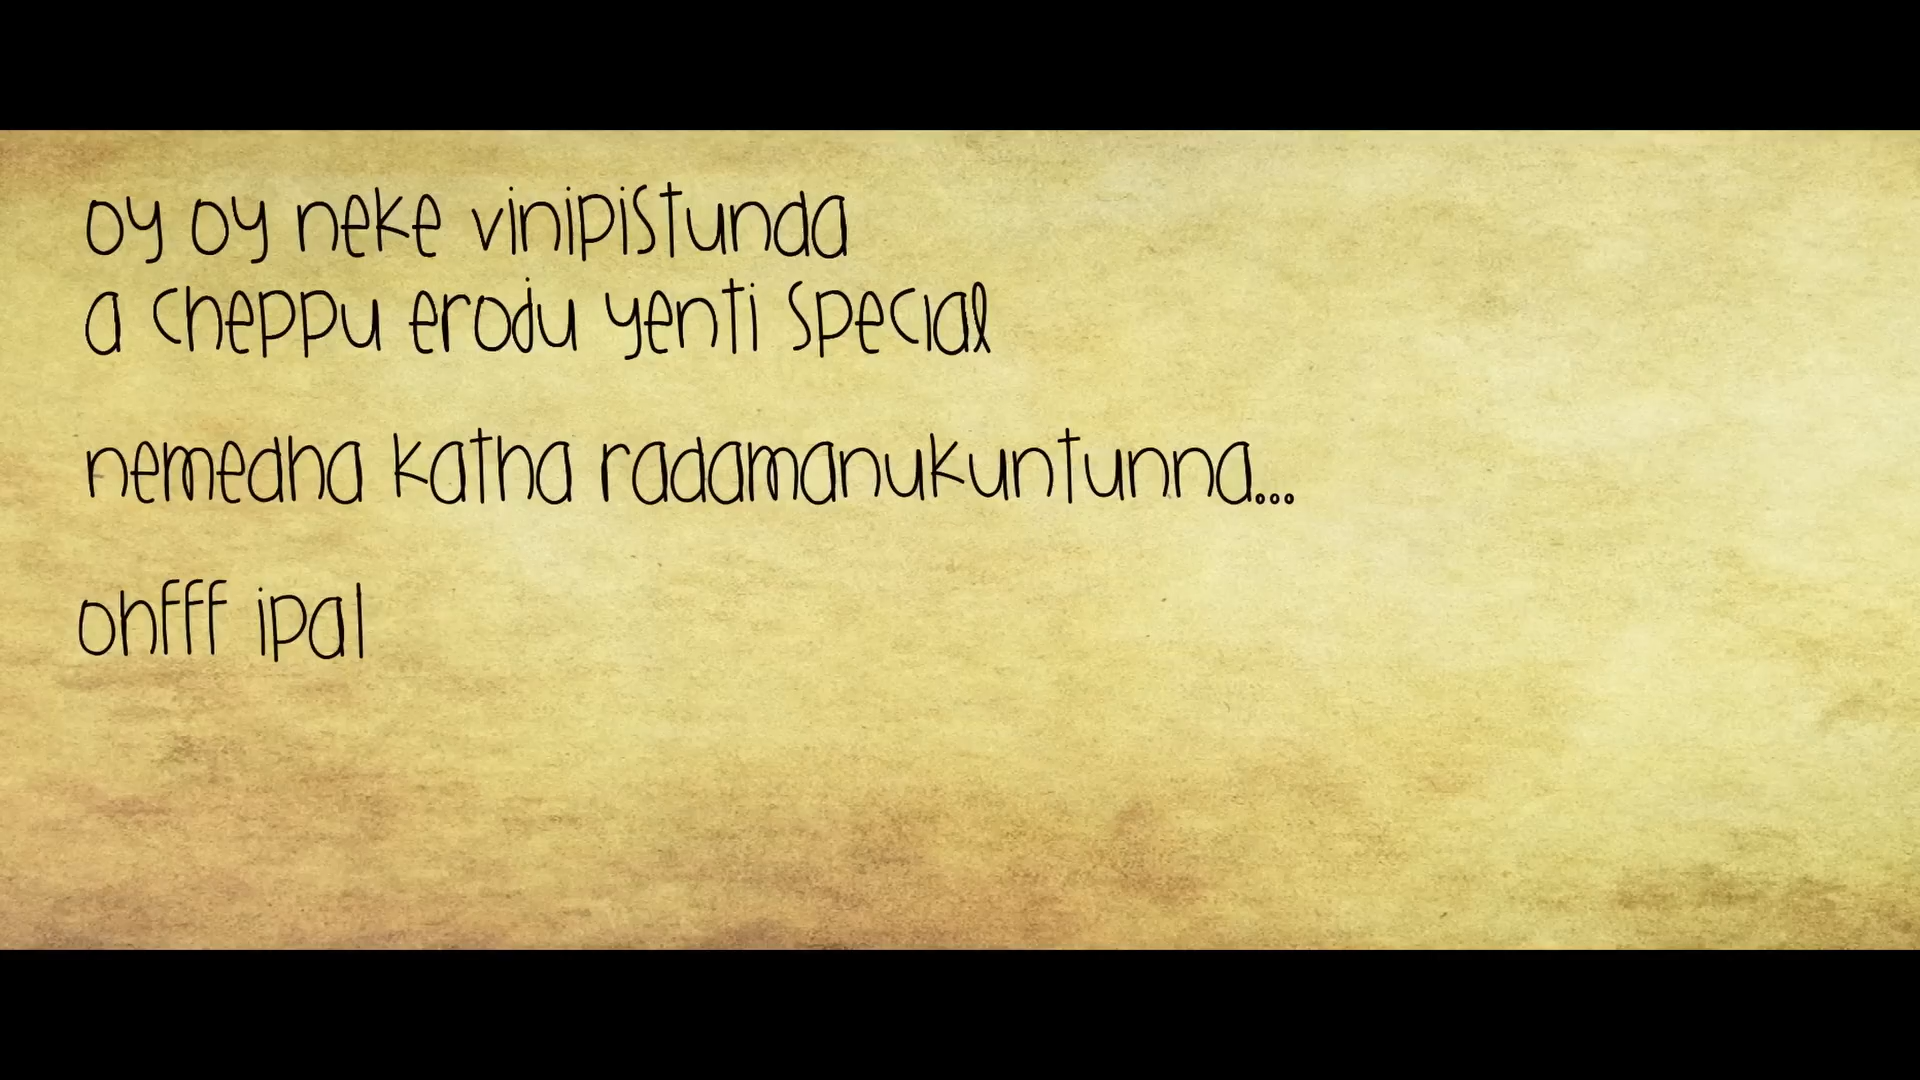 oy oy neke vinipistunda
a cheppu erodu yenti special
nemedha katha radamanukuntunna...
ohfff ipal